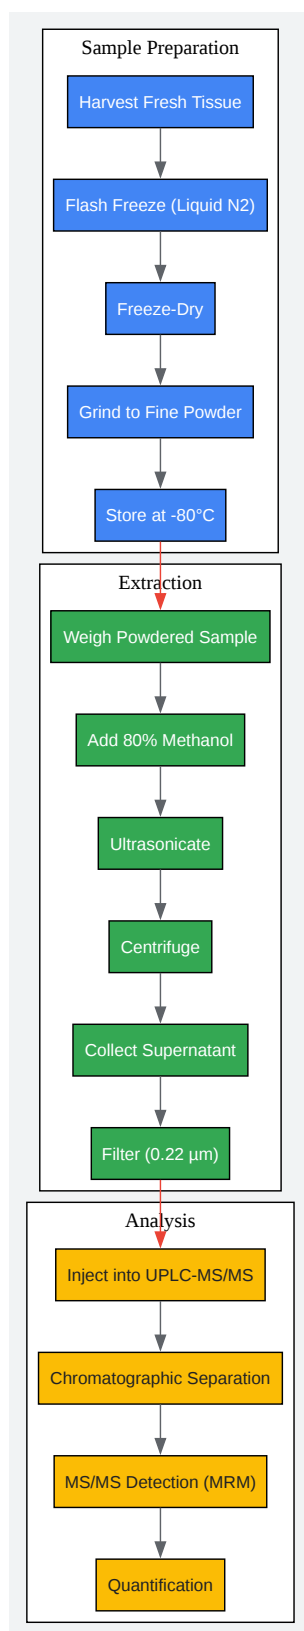 Sample Preparation
Harvest Fresh Tissue
Flash Freeze (Liquid N2)
Freeze-Dry
Grind to Fine Powder
Store at -80°C
Extraction
Weigh Powdered Sample
Add 80% Methanol
Ultrasonicate
Centrifuge
Collect Supernatant
Filter (0.22 µm)
Analysis
Inject into UPLC-MS/MS
Chromatographic Separation
MS/MS Detection (MRM)
Quantification